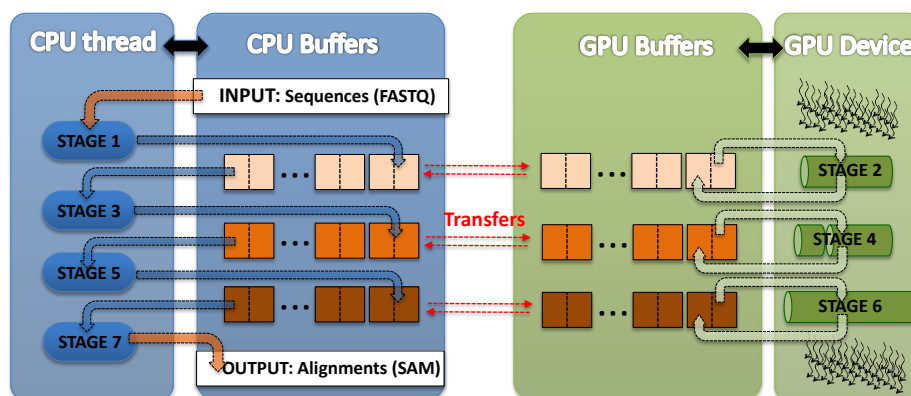 CPU thread
CPU Buffers
GPU Buffers
GPU Device
INPUT: Sequences (FASTQ)
STAGE 1
STAGE 2
STAGE 3
Transfers
STAGE 4
STAGE 5
STAGE 6
STAGE 7
OUTPUT: Alignments (SAM)